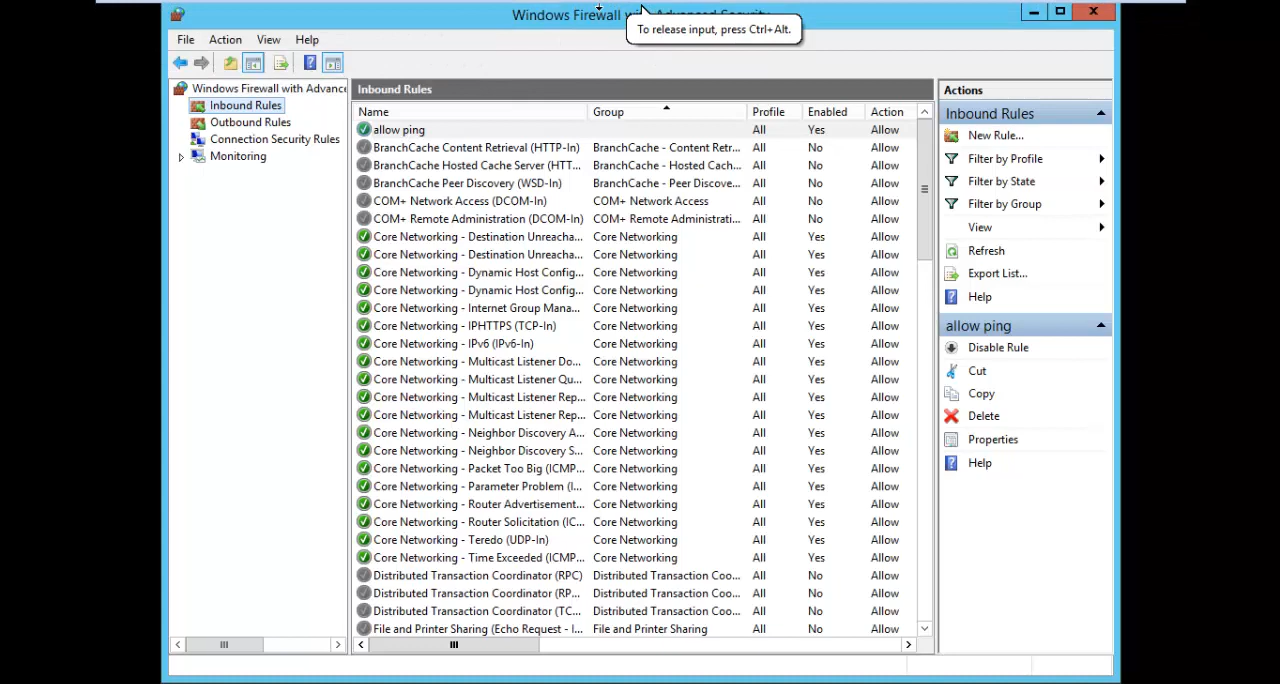 Windows Firewall with Advanced Security
To release input, press Ctrl+Alt.
File Action View Help
Windows Firewall with Advance
Inbound Rules
Outbound Rules
Connection Security Rules
Monitoring
Inbound Rules
Name Group Profile Enabled Action
allow ping All Yes Allow
BranchCache Content Retrieval (HTTP-In) BranchCache - Content Retr... All No Allow
BranchCache Hosted Cache Server (HTT... BranchCache - Hosted Cach... All No Allow
BranchCache Peer Discovery (WSD-In) BranchCache - Peer Discove... All No Allow
COM+ Network Access (DCOM-In) COM+ Network Access All No Allow
COM+ Remote Administration (DCOM-In) COM+ Remote Administrati... All No Allow
Core Networking - Destination Unreacha... Core Networking All Yes Allow
Core Networking - Destination Unreacha... Core Networking All Yes Allow
Core Networking - Dynamic Host Config... Core Networking All Yes Allow
Core Networking - Dynamic Host Config... Core Networking All Yes Allow
Core Networking - Internet Group Mana... Core Networking All Yes Allow
Core Networking - IPHTTPS (TCP-In) Core Networking All Yes Allow
Core Networking - IPv6 (IPv6-In) Core Networking All Yes Allow
Core Networking - Multicast Listener Do... Core Networking All Yes Allow
Core Networking - Multicast Listener Qu... Core Networking All Yes Allow
Core Networking - Multicast Listener Rep... Core Networking All Yes Allow
Core Networking - Multicast Listener Rep... Core Networking All Yes Allow
Core Networking - Neighbor Discovery A... Core Networking All Yes Allow
Core Networking - Neighbor Discovery S... Core Networking All Yes Allow
Core Networking - Packet Too Big (ICMP... Core Networking All Yes Allow
Core Networking - Parameter Problem (I... Core Networking All Yes Allow
Core Networking - Router Advertisement... Core Networking All Yes Allow
Core Networking - Router Solicitation (IC... Core Networking All Yes Allow
Core Networking - Teredo (UDP-In) Core Networking All Yes Allow
Core Networking - Time Exceeded (ICMP... Core Networking All Yes Allow
Distributed Transaction Coordinator (RPC) Distributed Transaction Coo... All No Allow
Distributed Transaction Coordinator (RP... Distributed Transaction Coo... All No Allow
Distributed Transaction Coordinator (TC... Distributed Transaction Coo... All No Allow
File and Printer Sharing (Echo Request - I... File and Printer Sharing All No Allow
Actions
Inbound Rules
New Rule...
Filter by Profile
Filter by State
Filter by Group
View
Refresh
Export List...
Help
allow ping
Disable Rule
Cut
Copy
Delete
Properties
Help